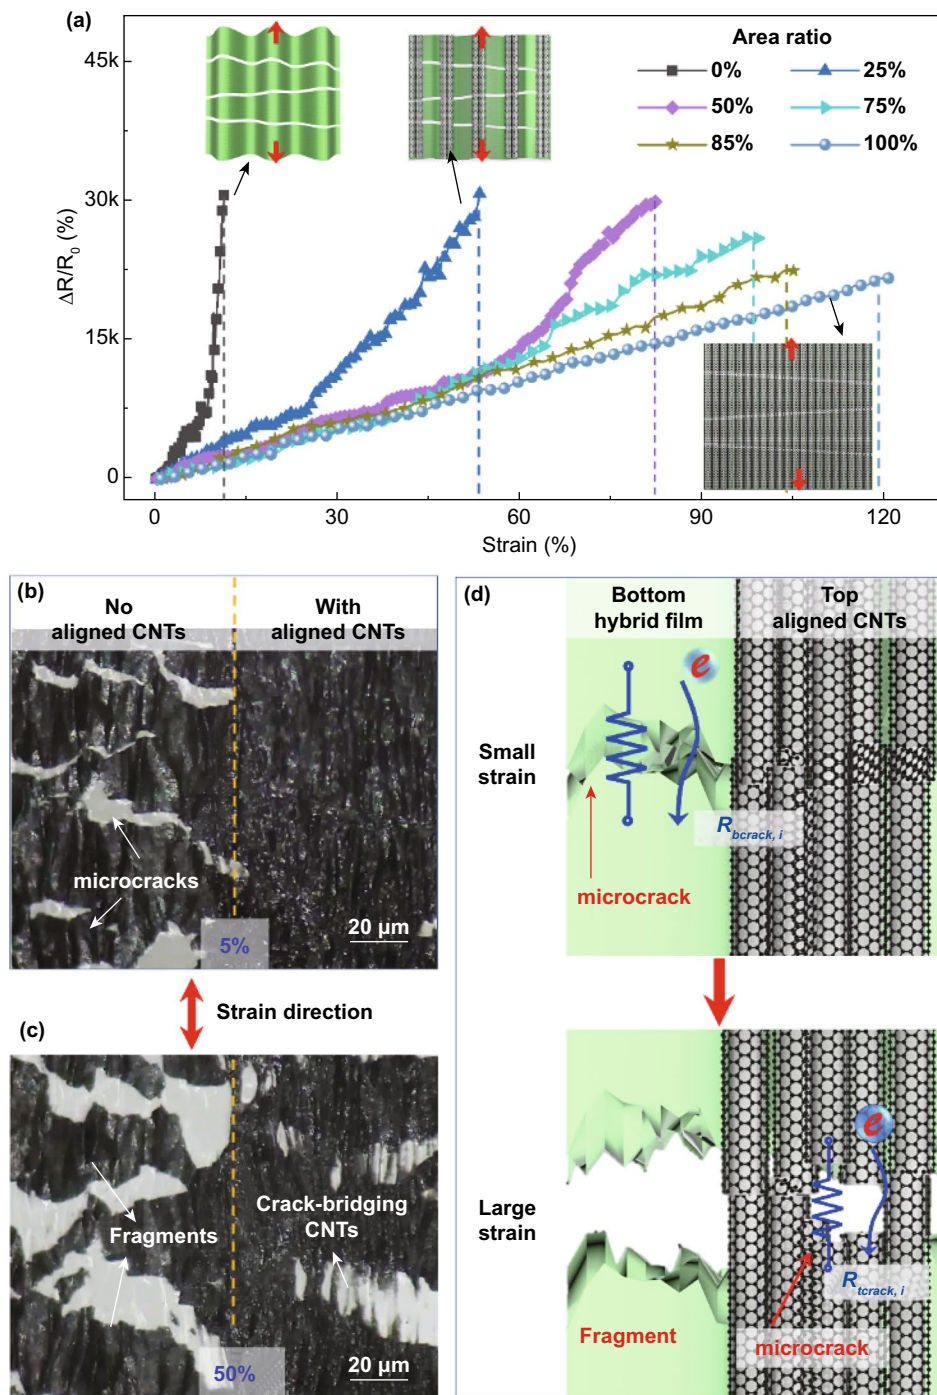 (a)
Area ratio
0%
25%
50%
75%
85%
100%
45k
30k
15k
0
ΔR/R0 (%)
0
30
60
90
120
Strain (%)
(b)
No
aligned CNTs
With
aligned CNTs
microcracks
20 µm
5%
Strain direction
(c)
Fragments
Crack-bridging
CNTs
20 µm
50%
(d)
Bottom
hybrid film
Top
aligned CNTs
e
Small
strain
Rbcrack, i
microcrack
e
Large
strain
Rtcrack, i
Fragment
microcrack